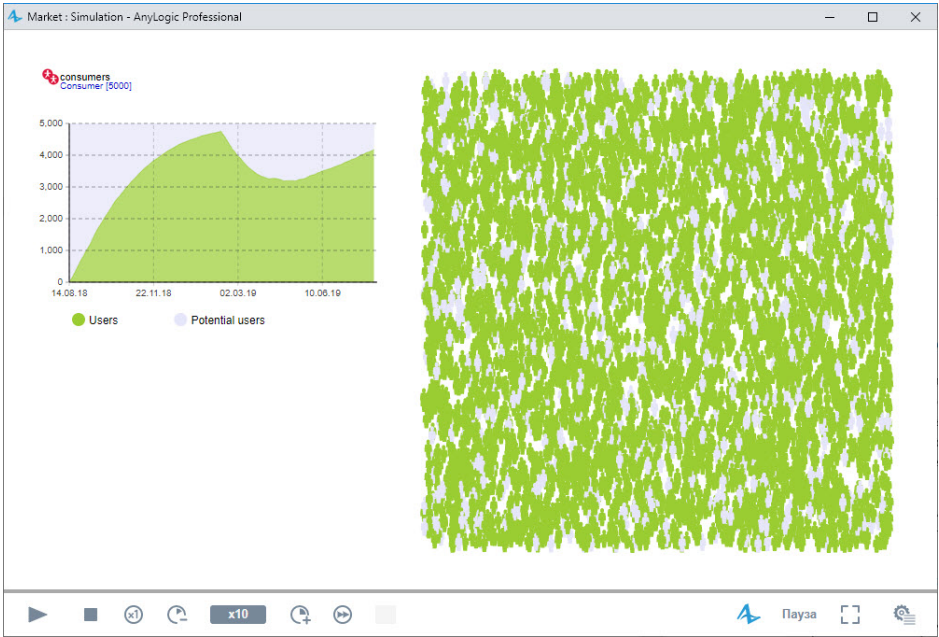 Market : Simulation - AnyLogic Professional
consumers
Consumer [5000]
5,000
4,000
3,000
2,000
1,000
0
14.08.18 22.11.18 02.03.19 10.06.19
Users Potential users
x1 x10 Пауза